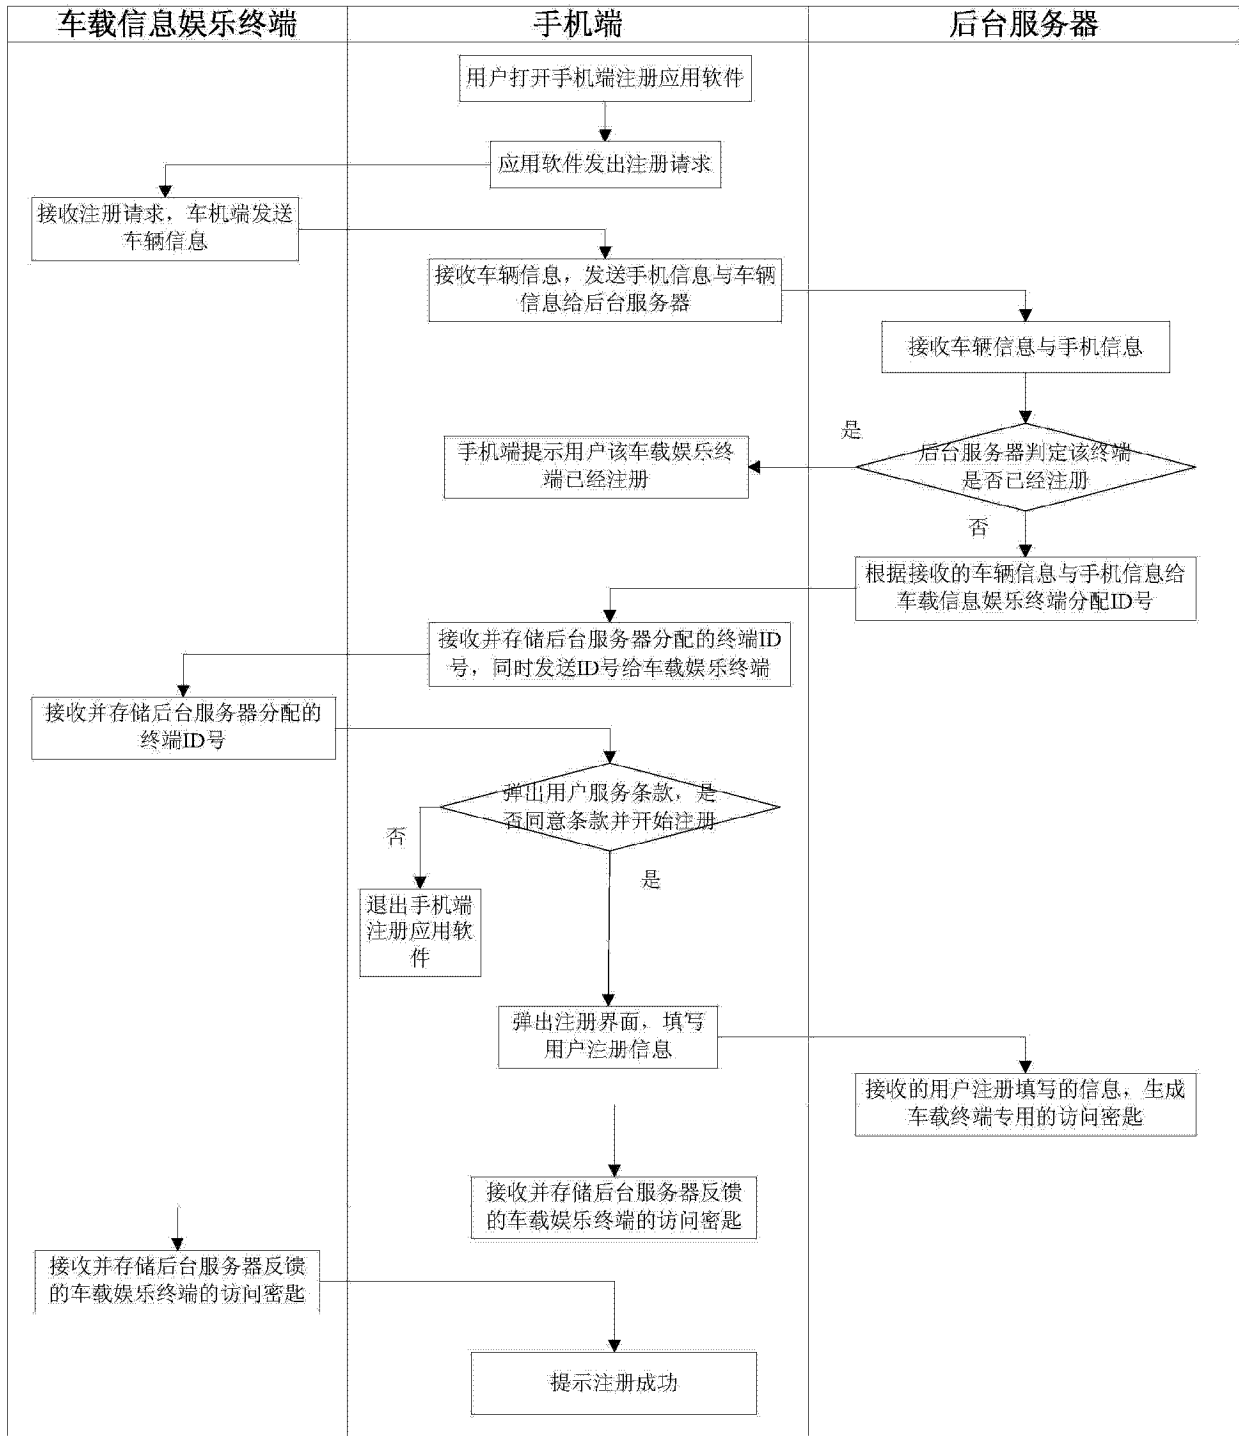 车载信息娱乐终端
手机端
后台服务器
用户打开手机端注册应用软件
应用软件发出注册请求
接收注册请求，车机端发送
车辆信息
接收车辆信息，发送手机信息与车辆
信息给后台服务器
接收车辆信息与手机信息
是
后台服务器判定该终端
是否已经注册
手机端提示用户该车载娱乐终
端已经注册
否
根据接收的车辆信息与手机信息给
车载信息娱乐终端分配ID号
接收并存储后台服务器分配的终端ID
号，同时发送ID号给车载娱乐终端
接收并存储后台服务器分配的
终端ID号
弹出用户服务条款，是
否同意条款并开始注册
否
是
退出手机端
注册应用软
件
弹出注册界面，填写
用户注册信息
接收的用户注册填写的信息，生成
车载终端专用的访问密匙
接收并存储后台服务器反馈
的车载娱乐终端的访问密匙
接收并存储后台服务器反馈
的车载娱乐终端的访问密匙
提示注册成功